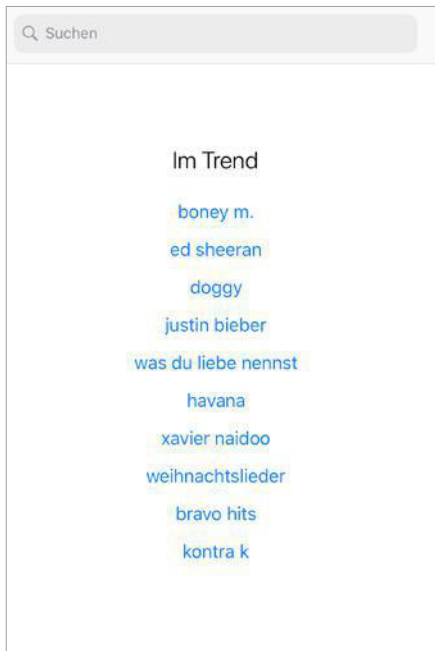 Suchen
Im Trend
boney m.
ed sheeran
doggy
justin bieber
was du liebe nennst
havana
xavier naidoo
weihnachtslieder
bravo hits
kontra k